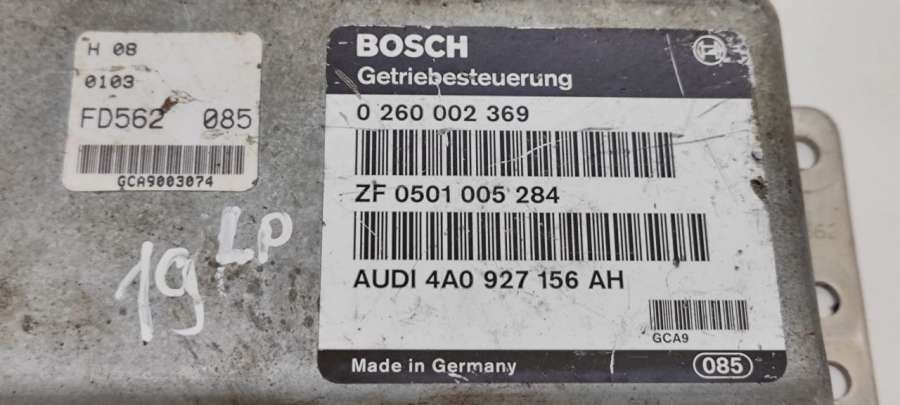 H 08
0103
FD562 085
GCA9003074
19 LP
BOSCH
Getriebesteuerung
0 260 002 369
ZF 0501 005 284
AUDI 4A0 927 156 AH
GCA9
Made in Germany 085